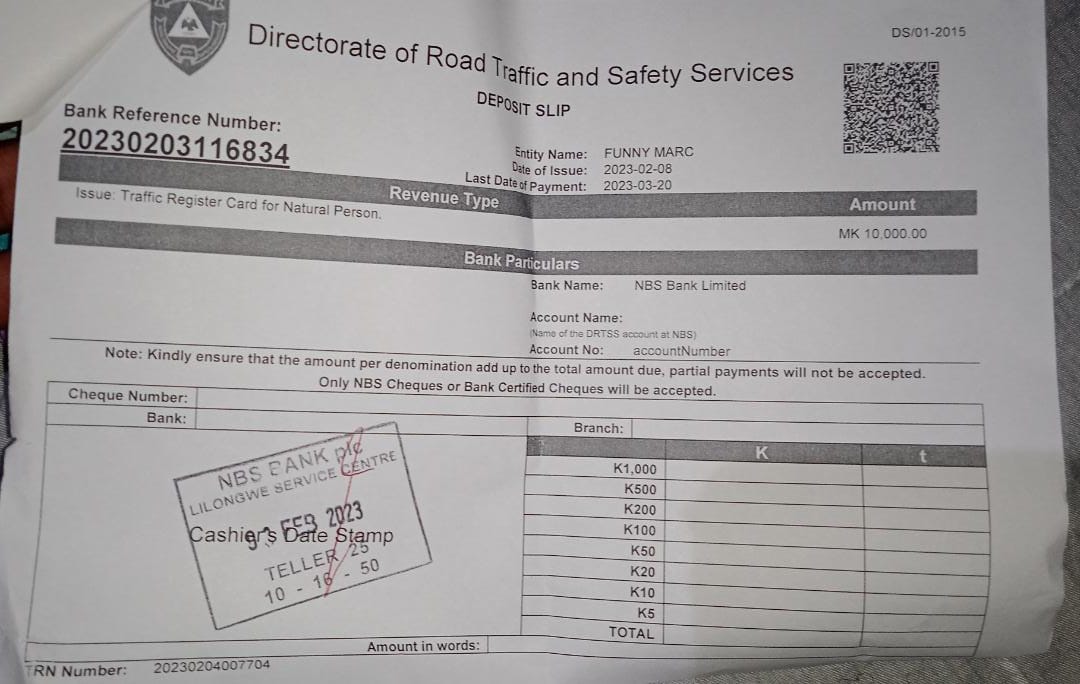 DS/01-2015
Directorate of Road Traffic and Safety Services
DEPOSIT SLIP
Bank Reference Number:
20230203116834
Entity Name: FUNNY MARC
Date of Issue: 2023-02-08
Last Date of Payment: 2023-03-20
Revenue Type Amount
Issue: Traffic Register Card for Natural Person.
MK 10,000.00
Bank Particulars
Bank Name: NBS Bank Limited
Account Name:
(Name of the DRTSS account at NBS)
Account No: accountNumber
Note: Kindly ensure that the amount per denomination add up to the total amount due, partial payments will not be accepted.
Only NBS Cheques or Bank Certified Cheques will be accepted.
Cheque Number:
Bank:
Branch:
K t
K1,000
K500
K200
K100
K50
K20
K10
K5
TOTAL
NBS BANK plc
LILONGWE SERVICE CENTRE
FEB 2023
Cashier's Date Stamp
TELLER 25
10 - 16 - 50
Amount in words:
TRN Number: 20230204007704